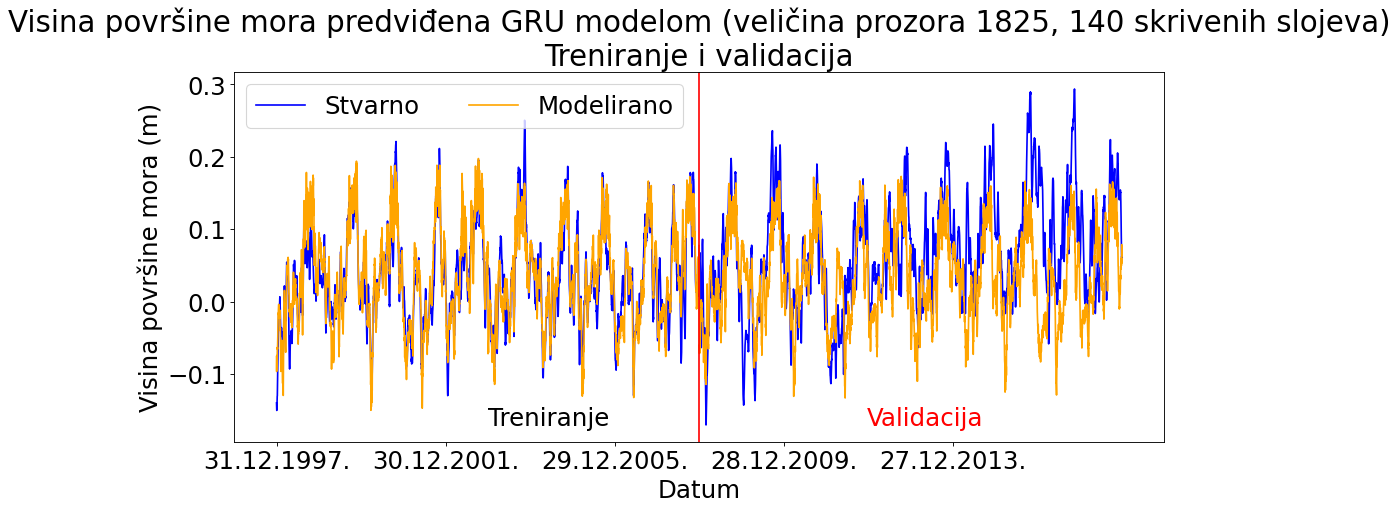 Visina površine mora predviđena GRU modelom (veličina prozora 1825, 140 skrivenih slojeva)
Treniranje i validacija
Stvarno
Modelirano
Visina površine mora (m)
0.3
0.2
0.1
0.0
−0.1
Treniranje
Validacija
31.12.1997.
30.12.2001.
29.12.2005.
28.12.2009.
27.12.2013.
Datum